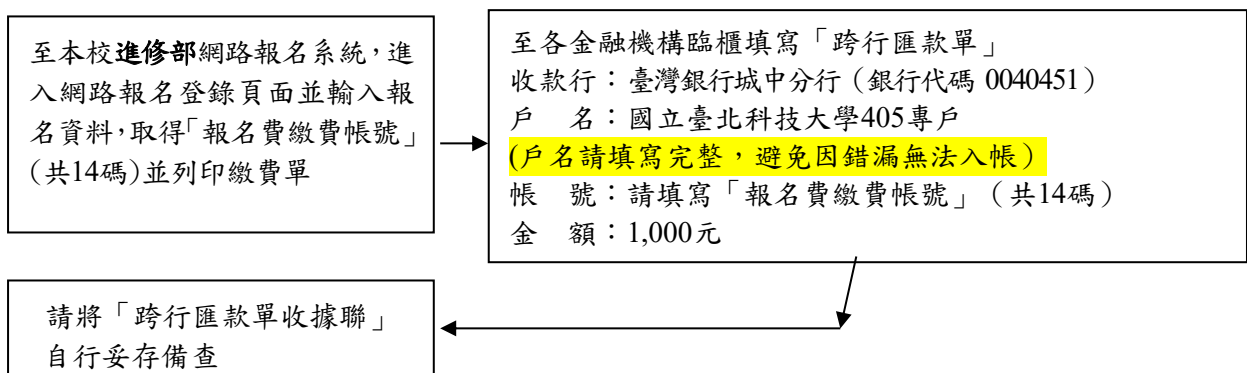 至本校進修部網路報名系統，進
入網路報名登錄頁面並輸入報
名資料，取得「報名費繳費帳號」
(共14碼)並列印繳費單
至各金融機構臨櫃填寫「跨行匯款單」
收款行：臺灣銀行城中分行（銀行代碼 0040451）
戶　名：國立臺北科技大學405專戶
(戶名請填寫完整，避免因錯漏無法入帳）
帳　號：請填寫「報名費繳費帳號」（共14碼）
金　額：1,000元
請將「跨行匯款單收據聯」
自行妥存備查